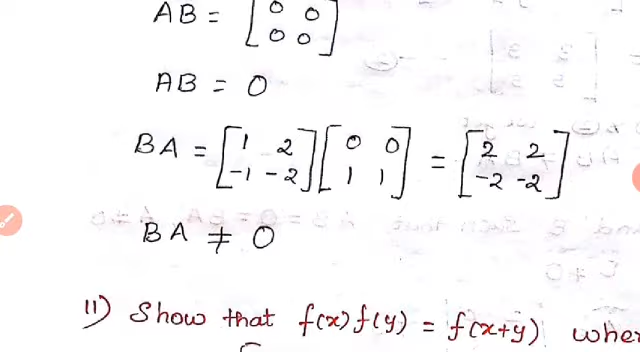 AB = [0 0
0 0]
AB = 0
BA = [1 2
-1 -2] [0 0
1 1] = [2 2
-2 -2]
BA ≠ 0
11) Show that f(x) f(y) = f(x+y)